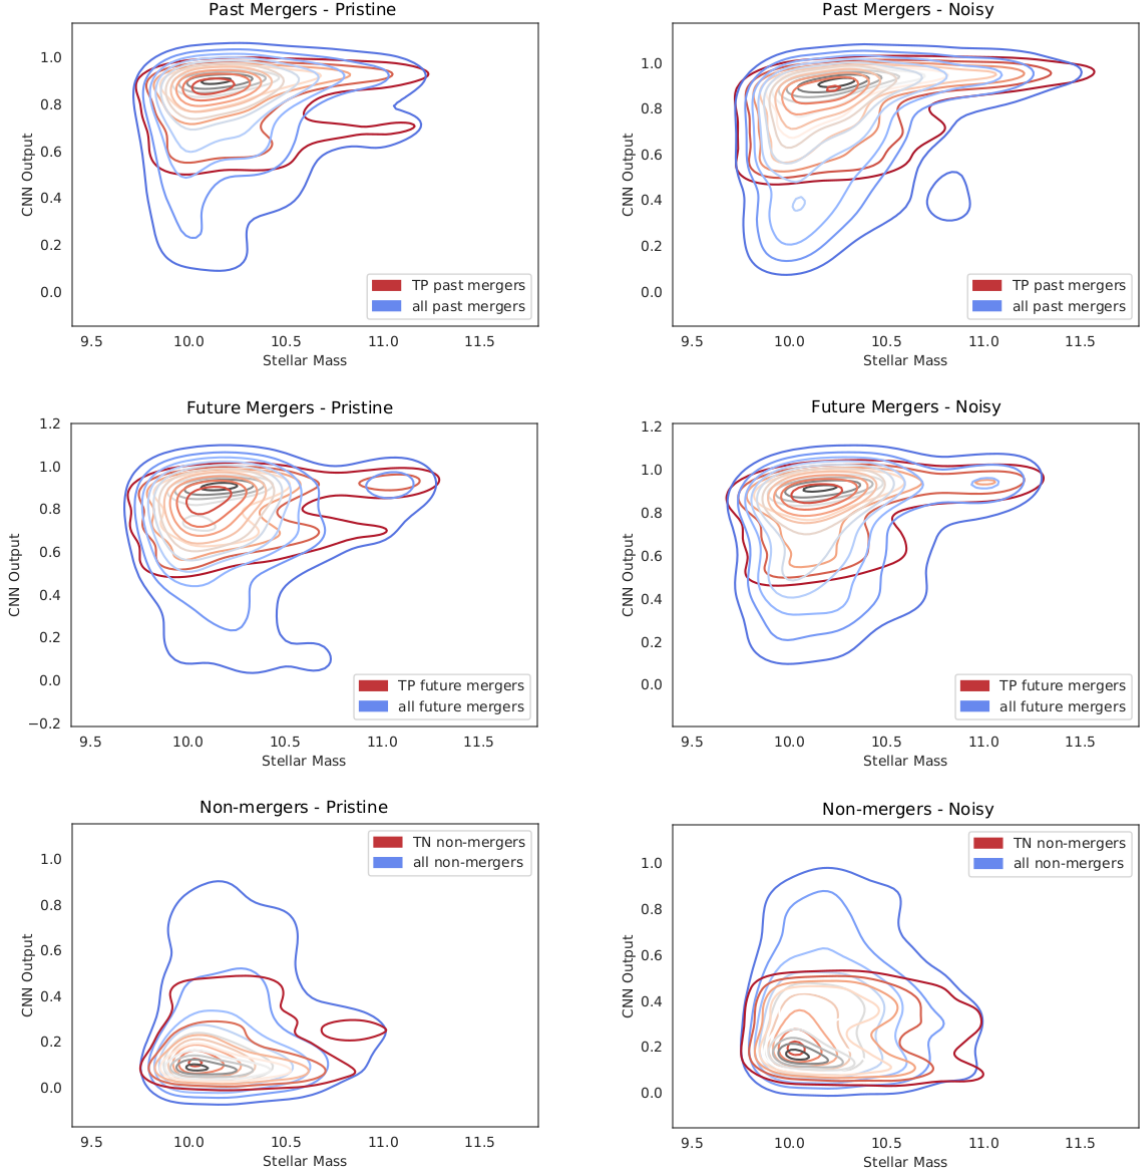 Past Mergers - Pristine
CNN Output
1.0
0.8
0.6
0.4
0.2
0.0
TP past mergers
all past mergers
9.5 10.0 10.5 11.0 11.5
Stellar Mass
Past Mergers - Noisy
CNN Output
1.0
0.8
0.6
0.4
0.2
0.0
TP past mergers
all past mergers
9.5 10.0 10.5 11.0 11.5
Stellar Mass
Future Mergers - Pristine
CNN Output
1.2
1.0
0.8
0.6
0.4
0.2
0.0
−0.2
TP future mergers
all future mergers
9.5 10.0 10.5 11.0 11.5
Stellar Mass
Future Mergers - Noisy
CNN Output
1.2
1.0
0.8
0.6
0.4
0.2
0.0
TP future mergers
all future mergers
9.5 10.0 10.5 11.0 11.5
Stellar Mass
Non-mergers - Pristine
TN non-mergers
all non-mergers
CNN Output
1.0
0.8
0.6
0.4
0.2
0.0
9.5 10.0 10.5 11.0 11.5
Stellar Mass
Non-mergers - Noisy
TN non-mergers
all non-mergers
CNN Output
1.0
0.8
0.6
0.4
0.2
0.0
9.5 10.0 10.5 11.0 11.5
Stellar Mass